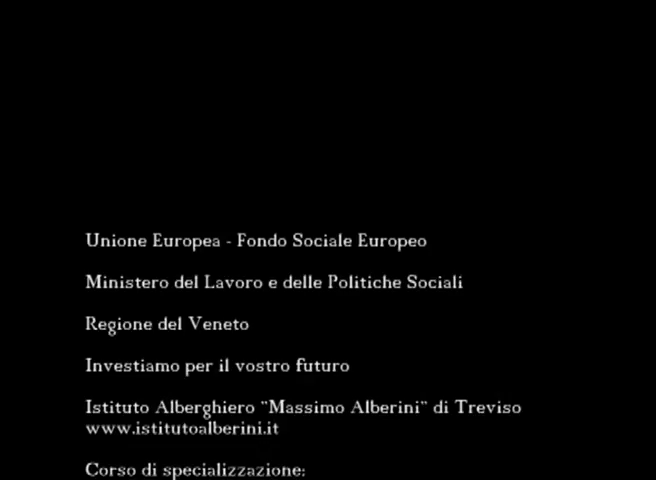 Unione Europea - Fondo Sociale Europeo
Ministero del Lavoro e delle Politiche Sociali
Regione del Veneto
Investiamo per il vostro futuro
Istituto Alberghiero "Massimo Alberini" di Treviso
www.istitutoalberini.it
Corso di specializzazione: